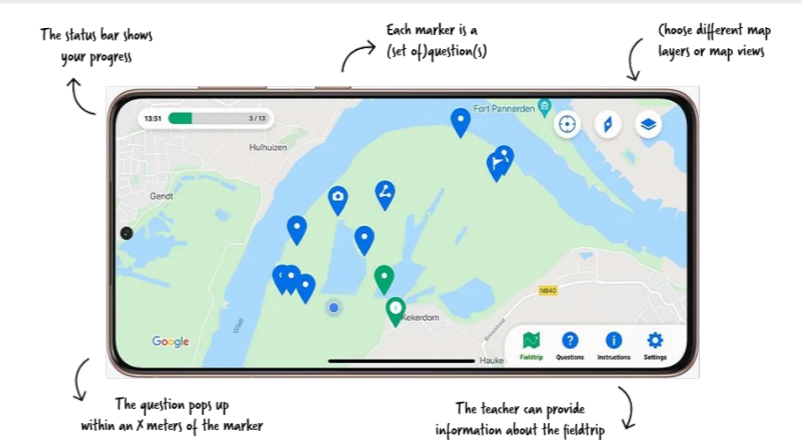 The status bar shows
your progress
Each marker is a
(set of)question(s)
Choose different map
layers or map views
13:51
3 / 13
Fort Pannerden
Hulhuizen
Gendt
Kekerdom
N840
Waal
Google
Hauke
Fieldtrip
Questions
Instructions
Settings
The question pops up
within an X meters of the marker
The teacher can provide
information about the fieldtrip